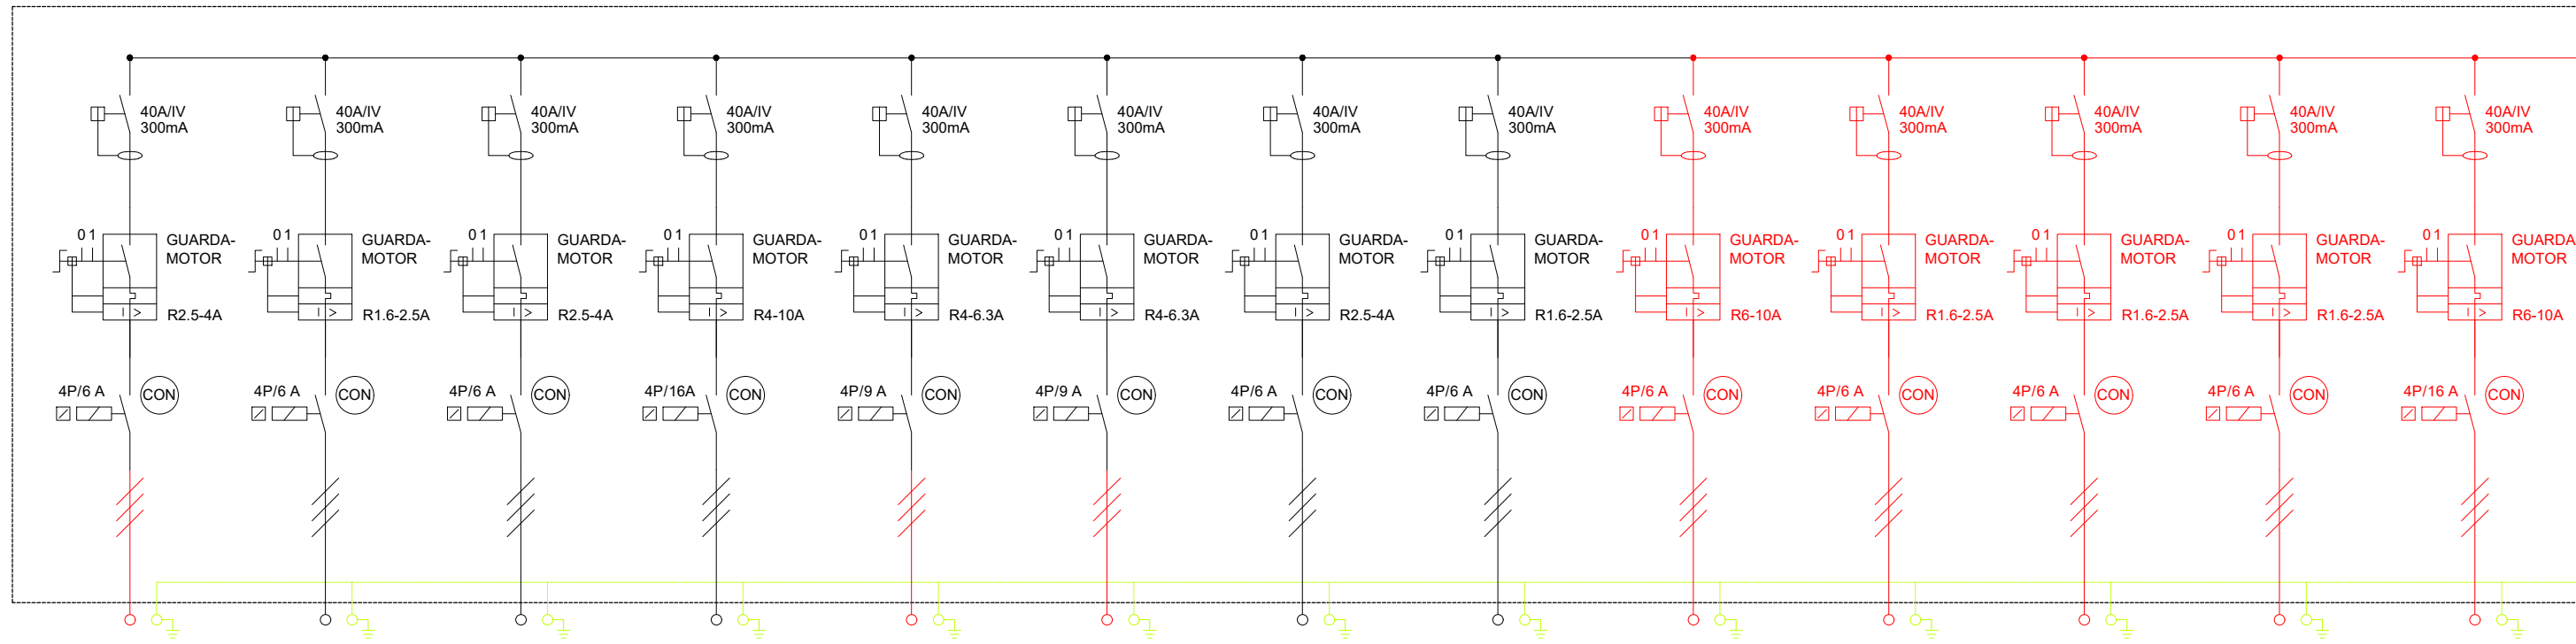 40A/IV 40A/IV 40A/IV 40A/IV 40A/IV 40A/IV 40A/IV 40A/IV 40A/IV 40A/IV 40A/IV 40A/IV 40A/IV
300mA 300mA 300mA 300mA 300mA 300mA 300mA 300mA 300mA 300mA 300mA 300mA 300mA
0 1 GUARDA- 0 1 GUARDA- 0 1 GUARDA- 0 1 GUARDA- 0 1 GUARDA- 0 1 GUARDA- 0 1 GUARDA- 0 1 GUARDA- 0 1 GUARDA- 0 1 GUARDA- 0 1 GUARDA- 0 1 GUARDA- 0 1 GUARDA
MOTOR MOTOR MOTOR MOTOR MOTOR MOTOR MOTOR MOTOR MOTOR MOTOR MOTOR MOTOR MOTOR
I > R2.5-4A I > R1.6-2.5A I > R2.5-4A I > R4-10A I > R4-6.3A I > R4-6.3A I > R2.5-4A I > R1.6-2.5A I > R6-10A I > R1.6-2.5A I > R1.6-2.5A I > R1.6-2.5A I > R6-10A
4P/6 A CON 4P/6 A CON 4P/6 A CON 4P/16A CON 4P/9 A CON 4P/9 A CON 4P/6 A CON 4P/6 A CON 4P/6 A CON 4P/6 A CON 4P/6 A CON 4P/6 A CON 4P/16 A CON